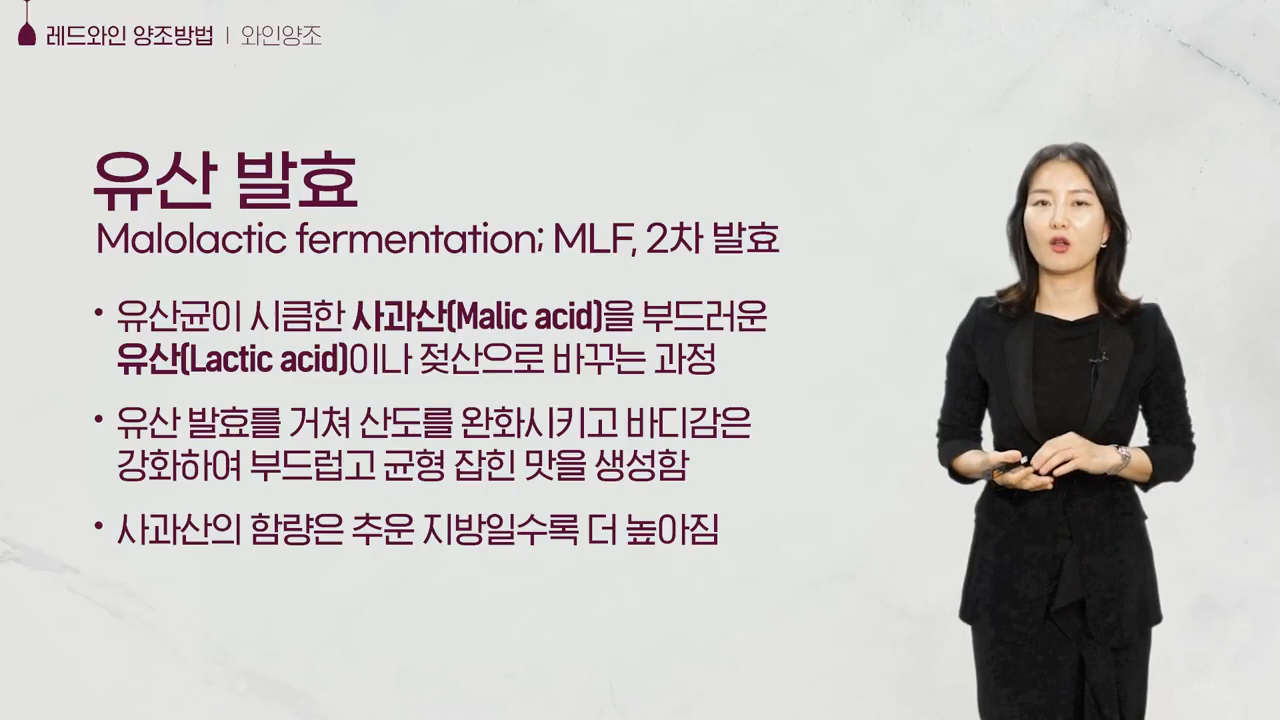 레드와인 양조방법 | 와인양조
유산 발효
Malolactic fermentation; MLF, 2차 발효
• 유산균이 시큼한 사과산(Malic acid)을 부드러운
유산(Lactic acid)이나 젖산으로 바꾸는 과정
• 유산 발효를 거쳐 산도를 완화시키고 바디감은
강화하여 부드럽고 균형 잡힌 맛을 생성함
• 사과산의 함량은 추운 지방일수록 더 높아짐